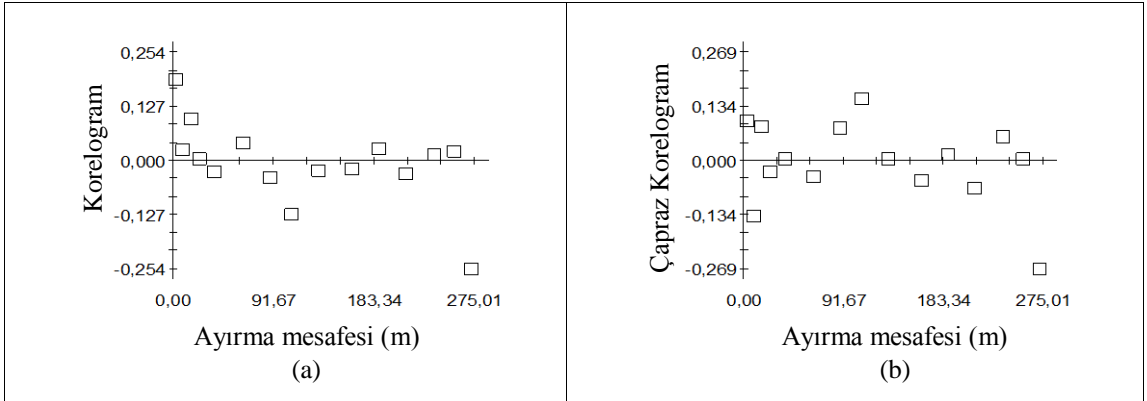 Korelogram
0,254
0,127
0,000
-0,127
-0,254
0,00 91,67 183,34 275,01
Ayırma mesafesi (m)
(a)
Çapraz Korelogram
0,269
0,134
0,000
-0,134
-0,269
0,00 91,67 183,34 275,01
Ayırma mesafesi (m)
(b)